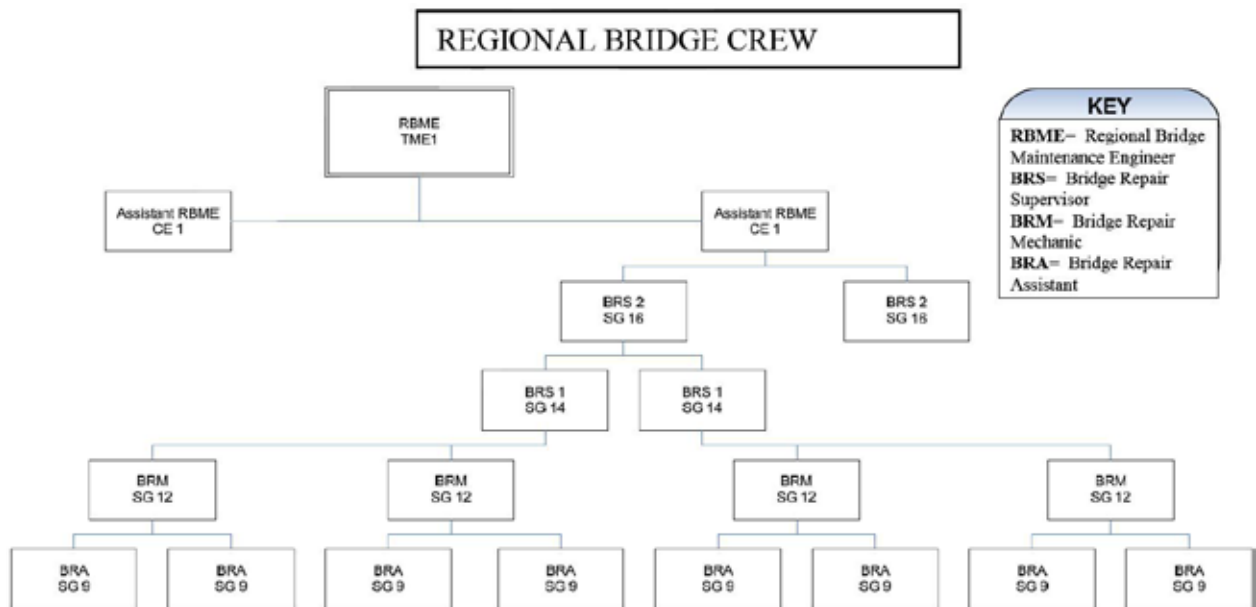 REGIONAL BRIDGE CREW
RBME
TME1
KEY
RBME= Regional Bridge
Maintenance Engineer
BRS= Bridge Repair
Supervisor
BRM= Bridge Repair
Mechanic
BRA= Bridge Repair
Assistant
Assistant RBME
CE 1
Assistant RBME
CE 1
BRS 2
SG 16
BRS 2
SG 16
BRS 1
SG 14
BRS 1
SG 14
BRM
SG 12
BRM
SG 12
BRM
SG 12
BRM
SG 12
BRA
SG 9
BRA
SG 9
BRA
SG 9
BRA
SG 9
BRA
SG 9
BRA
SG 9
BRA
SG 9
BRA
SG 9